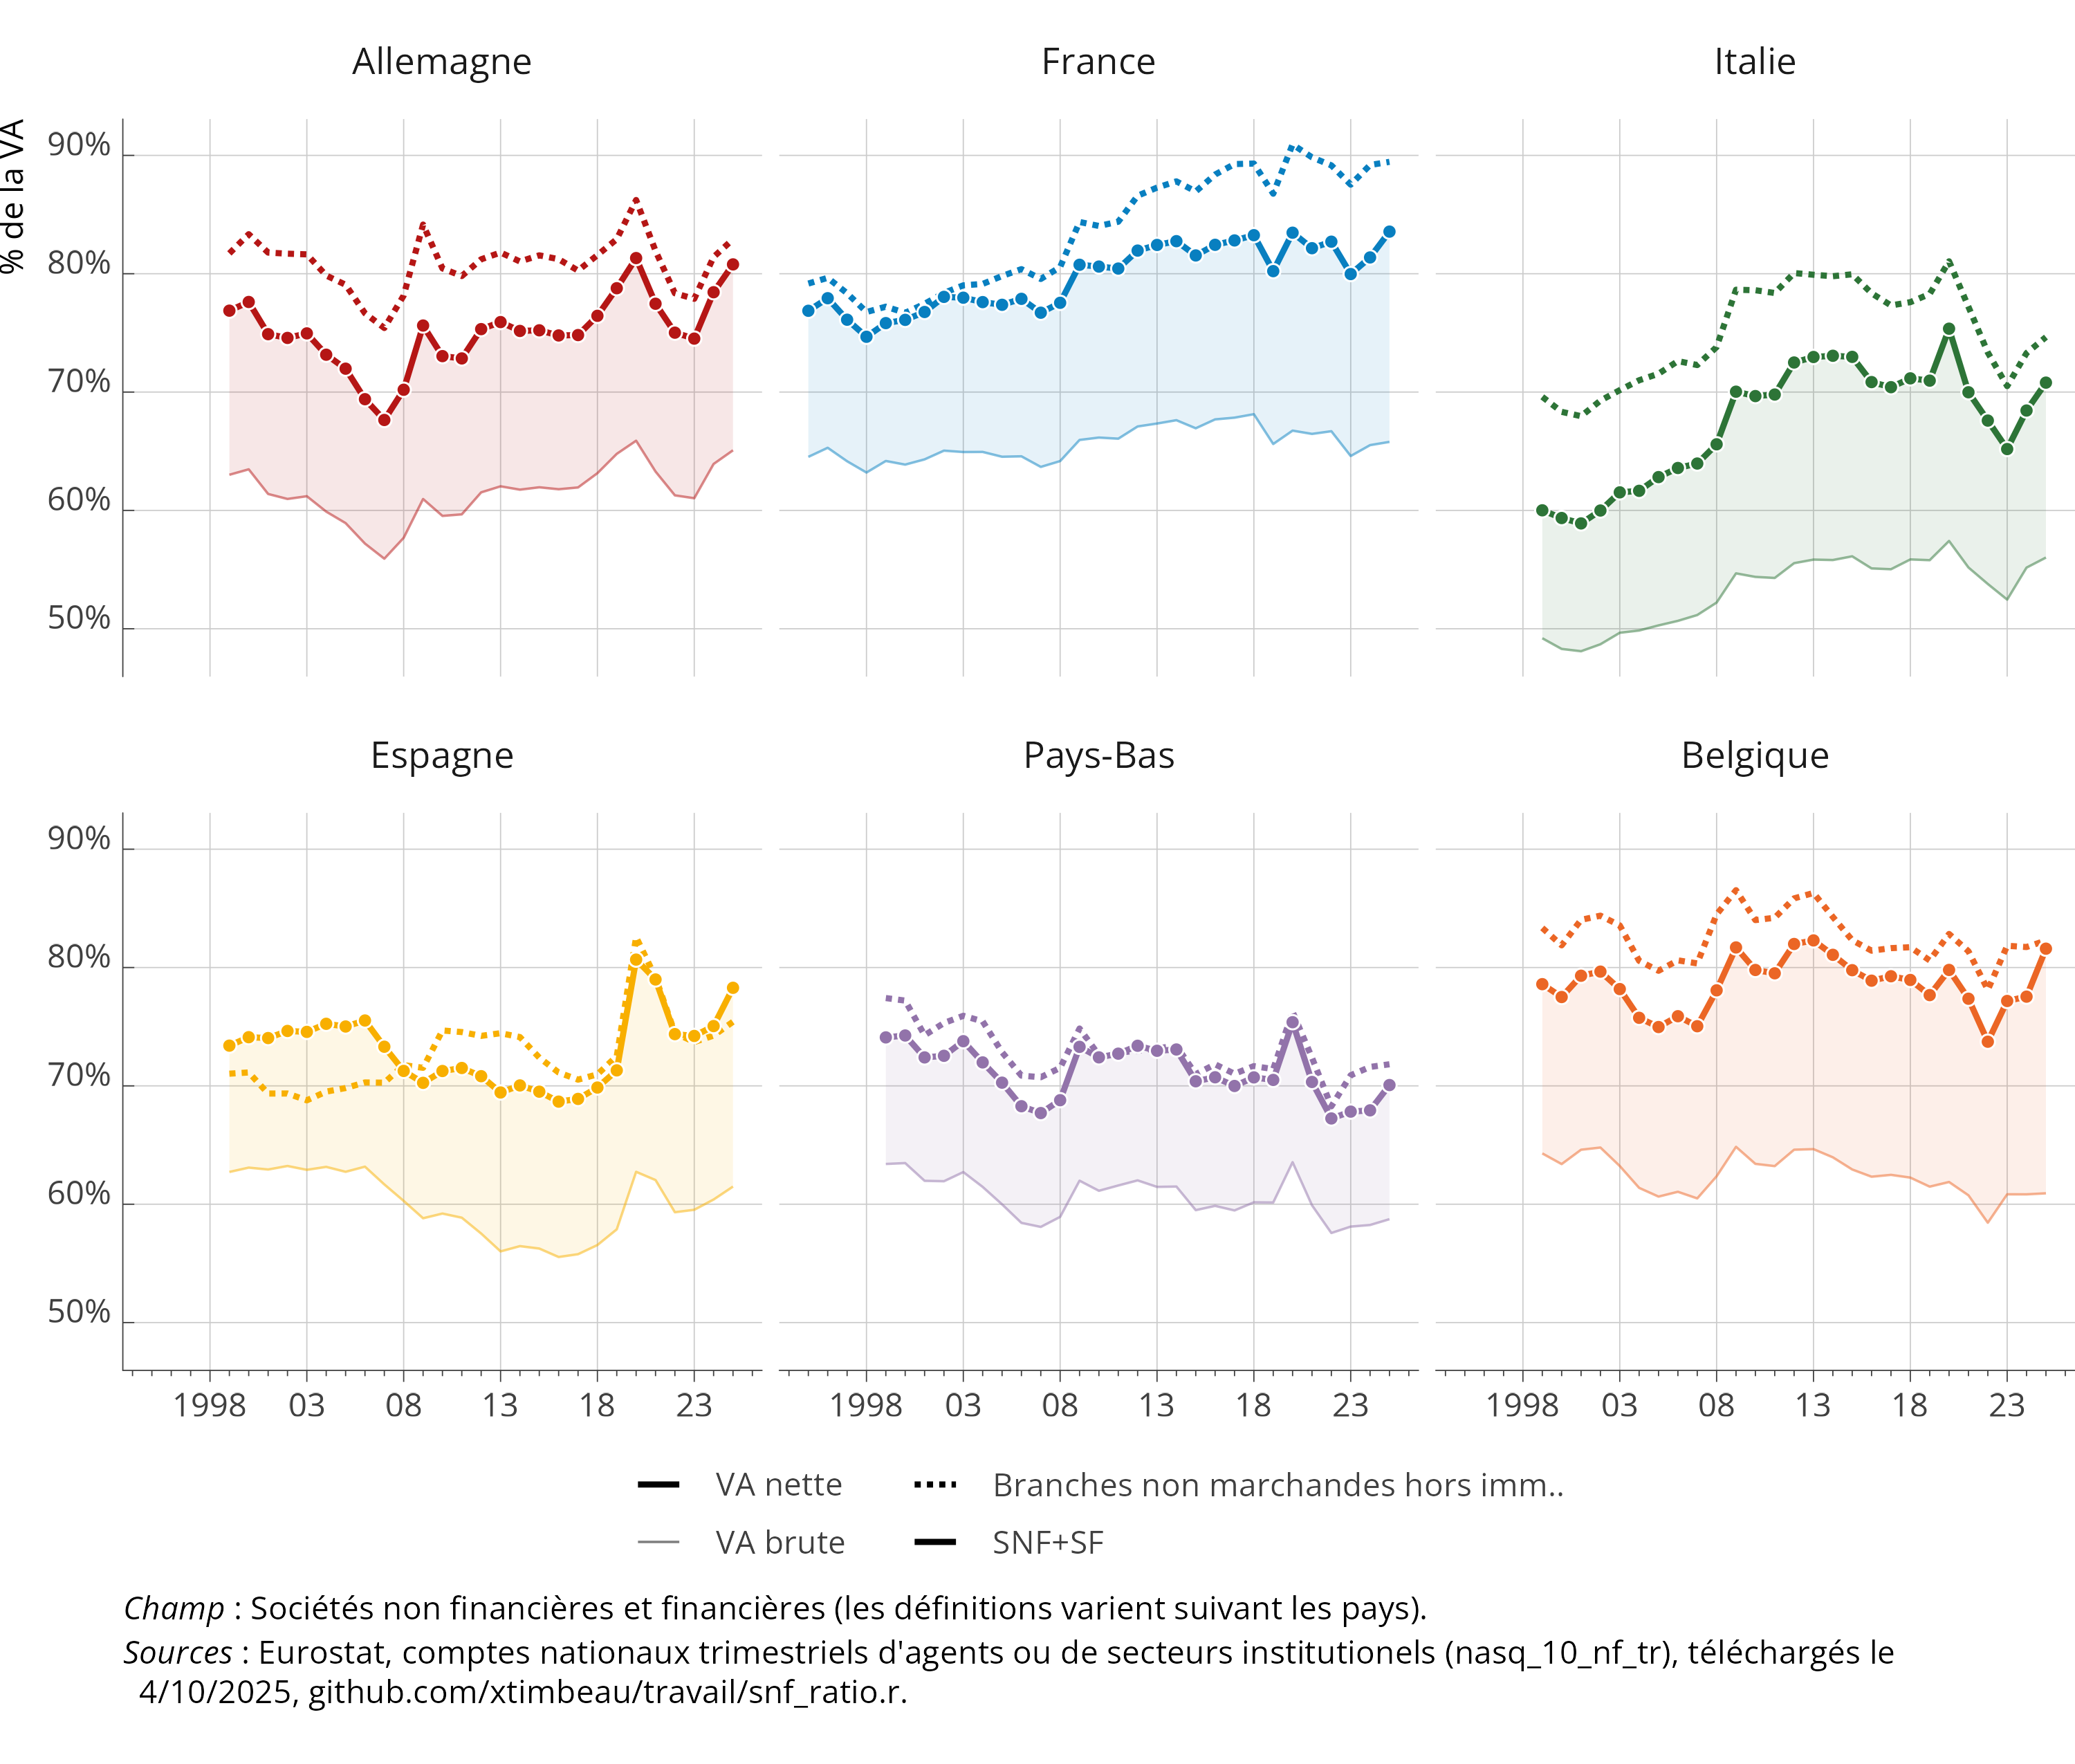 Allemagne
France
Italie
% de la VA
90%
80%
70%
60%
50%
Espagne
Pays-Bas
Belgique
90%
80%
70%
60%
50%
1998 03 08 13 18 23
1998 03 08 13 18 23
1998 03 08 13 18 23
VA nette
Branches non marchandes hors imm..
VA brute
SNF+SF
Champ : Sociétés non financières et financières (les définitions varient suivant les pays).
Sources : Eurostat, comptes nationaux trimestriels d'agents ou de secteurs institutionels (nasq_10_nf_tr), téléchargés le
4/10/2025, github.com/xtimbeau/travail/snf_ratio.r.